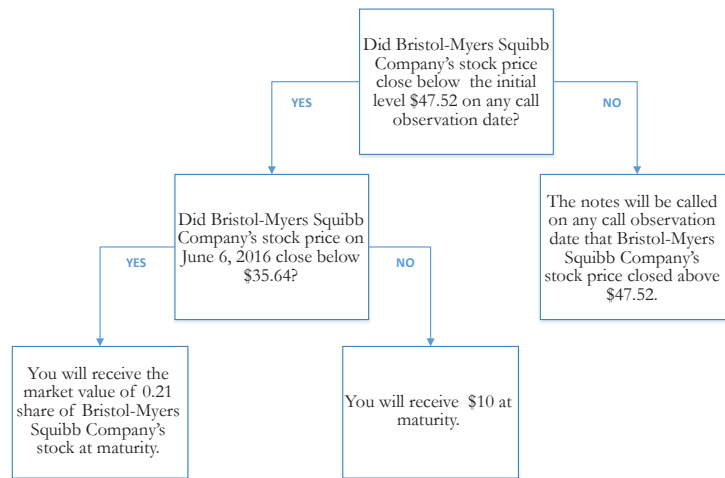 Did Bristol-Myers Squibb
Company's stock price
close below the initial
level $47.52 on any call
observation date?
YES
NO
Did Bristol-Myers Squibb
Company's stock price on
June 6, 2016 close below
$35.64?
The notes will be called
on any call observation
date that Bristol-Myers
Squibb Company's
stock price closed above
$47.52.
YES
NO
You will receive the
market value of 0.21
share of Bristol-Myers
Squibb Company's
stock at maturity.
You will receive $10 at
maturity.